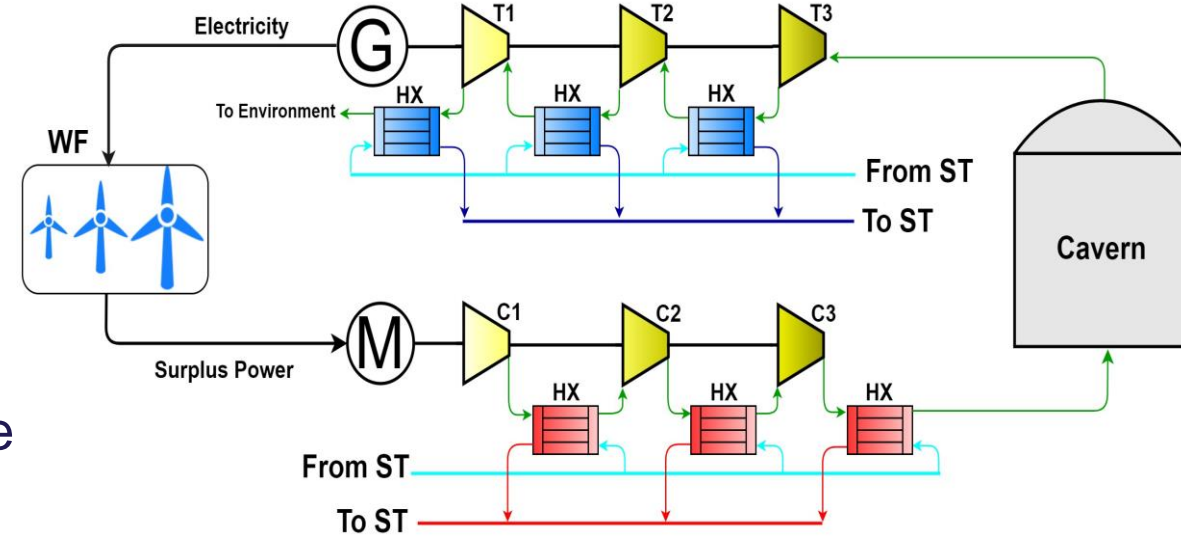 T1
T2
T3
Electricity
G
HX
HX
HX
To Environment
WF
From ST
To ST
Cavern
C1
C2
C3
M
Surplus Power
HX
HX
HX
e
From ST
To ST